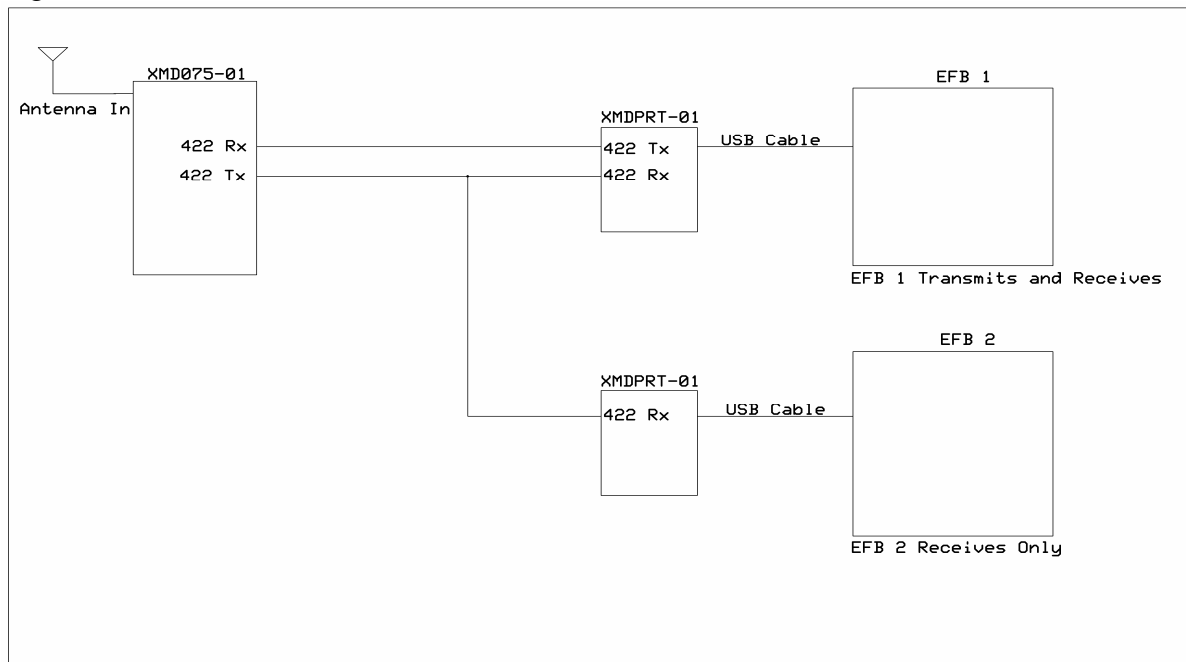 XMD075-01
EFB 1
Antenna In
XMDPRT-01
422 Rx
422 Tx
USB Cable
422 Tx
422 Rx
EFB 1 Transmits and Receives
EFB 2
XMDPRT-01
422 Rx
USB Cable
EFB 2 Receives Only